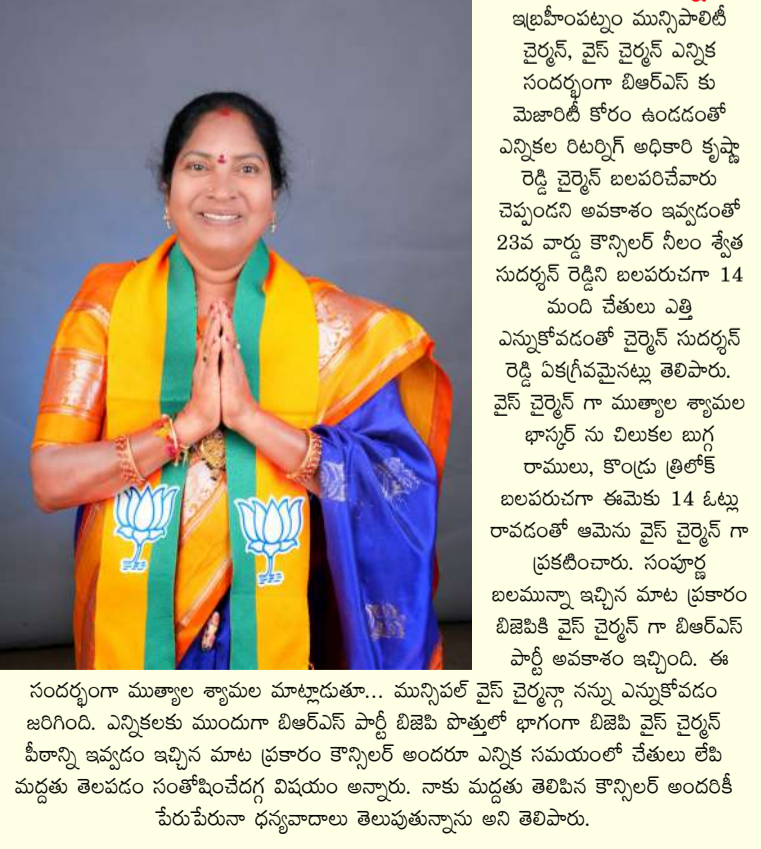 ఇబ్రహీంపట్నం మున్సిపాలిటీ
చైర్మన్, వైస్ చైర్మన్ ఎన్నిక
సందర్భంగా బిఆర్ఎస్ కు
మెజారిటీ కోరం ఉండడంతో
ఎన్నికల రిటర్నిగ్ అధికారి కృష్ణా
రెడ్డి చైర్మెన్ బలపరిచేవారు
చెప్పండని అవకాశం ఇవ్వడంతో
23వ వార్డు కౌన్సిలర్ నీలం శ్వేత
సుదర్శన్ రెడ్డిని బలపరుచగా 14
మంది చేతులు ఎత్తి
ఎన్నుకోవడంతో చైర్మెన్ సుదర్శన్
రెడ్డి ఏకగ్రీవమైనట్లు తెలిపారు.
వైస్ చైర్మెన్ గా ముత్యాల శ్యామల
భాస్కర్ ను చిలుకల బుగ్గ
రాములు, కొండ్రు త్రిలోక్
బలపరుచగా ఈమెకు 14 ఓట్లు
రావడంతో ఆమెను వైస్ చైర్మెన్ గా
ప్రకటించారు. సంపూర్ణ
బలమున్నా ఇచ్చిన మాట ప్రకారం
బిజెపికి వైస్ చైర్మన్ గా బిఆర్ఎస్
పార్టీ అవకాశం ఇచ్చింది. ఈ
సందర్భంగా ముత్యాల శ్యామల మాట్లాడుతూ... మున్సిపల్ వైస్ చైర్మన్గా నన్ను ఎన్నుకోవడం
జరిగింది. ఎన్నికలకు ముందుగా బిఆర్ఎస్ పార్టీ బిజెపి పొత్తులో భాగంగా బిజెపి వైస్ చైర్మన్
పీఠాన్ని ఇవ్వడం ఇచ్చిన మాట ప్రకారం కౌన్సిలర్ అందరూ ఎన్నిక సమయంలో చేతులు లేపి
మద్దతు తెలపడం సంతోషించేదగ్గ విషయం అన్నారు. నాకు మద్దతు తెలిపిన కౌన్సిలర్ అందరికీ
పేరుపేరునా ధన్యవాదాలు తెలుపుతున్నాను అని తెలిపారు.